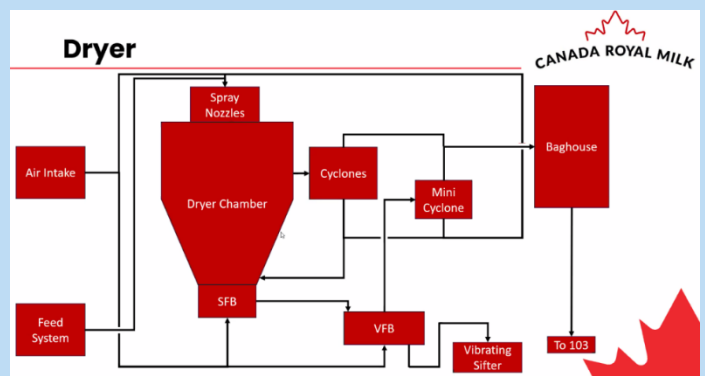 Dryer
CANADA ROYAL MILK
Spray
Nozzles
Baghouse
Air Intake
Cyclones
Mini
Cyclone
Dryer Chamber
SFB
Feed
System
VFB
Vibrating
Sifter
To 103